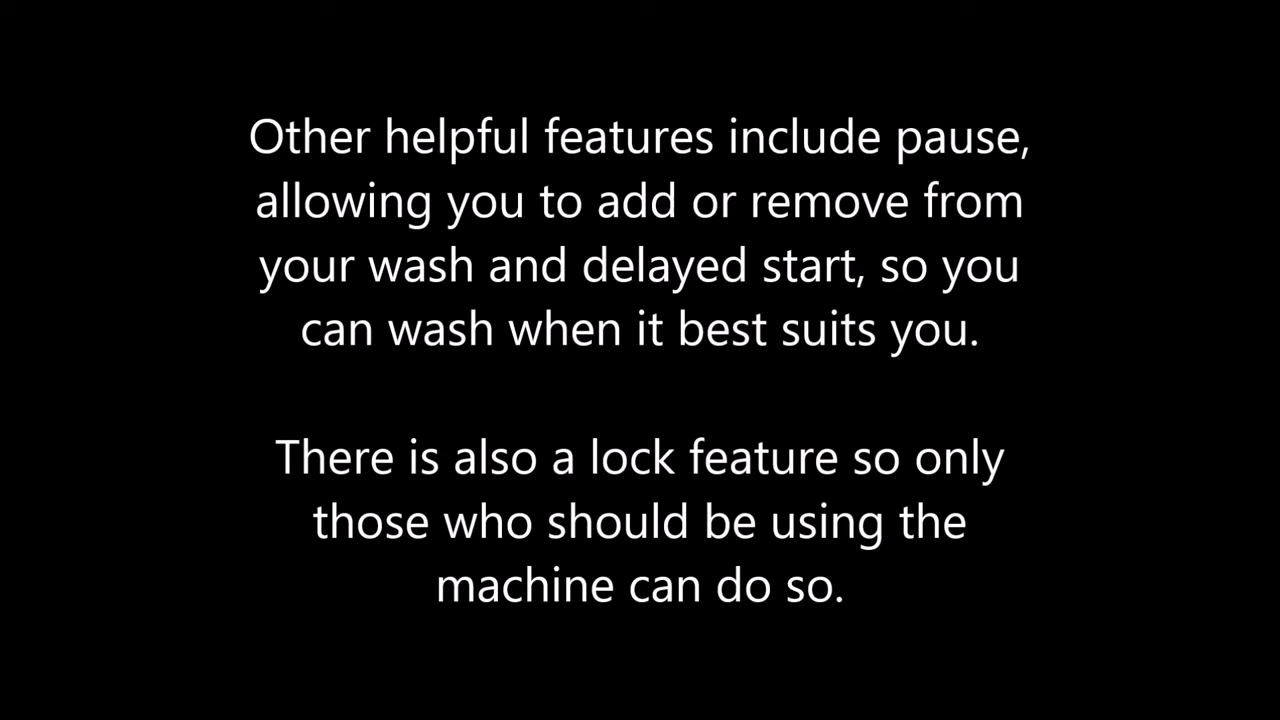 Other helpful features include pause,
allowing you to add or remove from
your wash and delayed start, so you
can wash when it best suits you.
There is also a lock feature so only
those who should be using the
machine can do so.